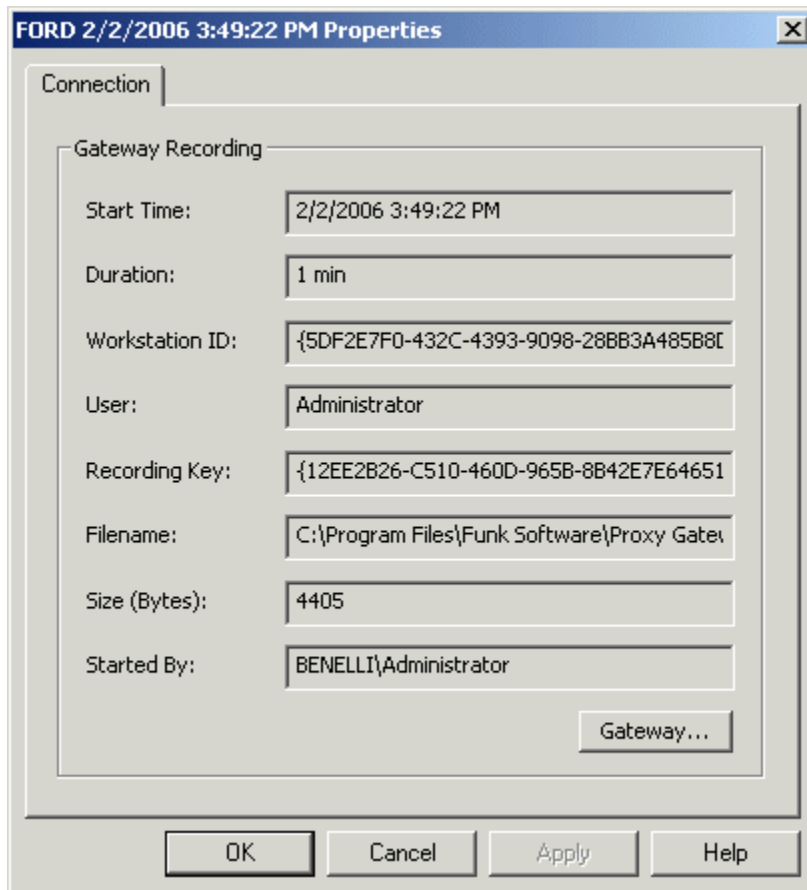 FORD 2/2/2006 3:49:22 PM Properties
Connection
Gateway Recording
Start Time: 2/2/2006 3:49:22 PM
Duration: 1 min
Workstation ID: {5DF2E7F0-432C-4393-9098-28BB3A485B8D
User: Administrator
Recording Key: {12EE2B26-C510-460D-965B-8B42E7E64651
Filename: C:\Program Files\Funk Software\Proxy Gatew
Size (Bytes): 4405
Started By: BENELLI\Administrator
Gateway...
OK Cancel Apply Help